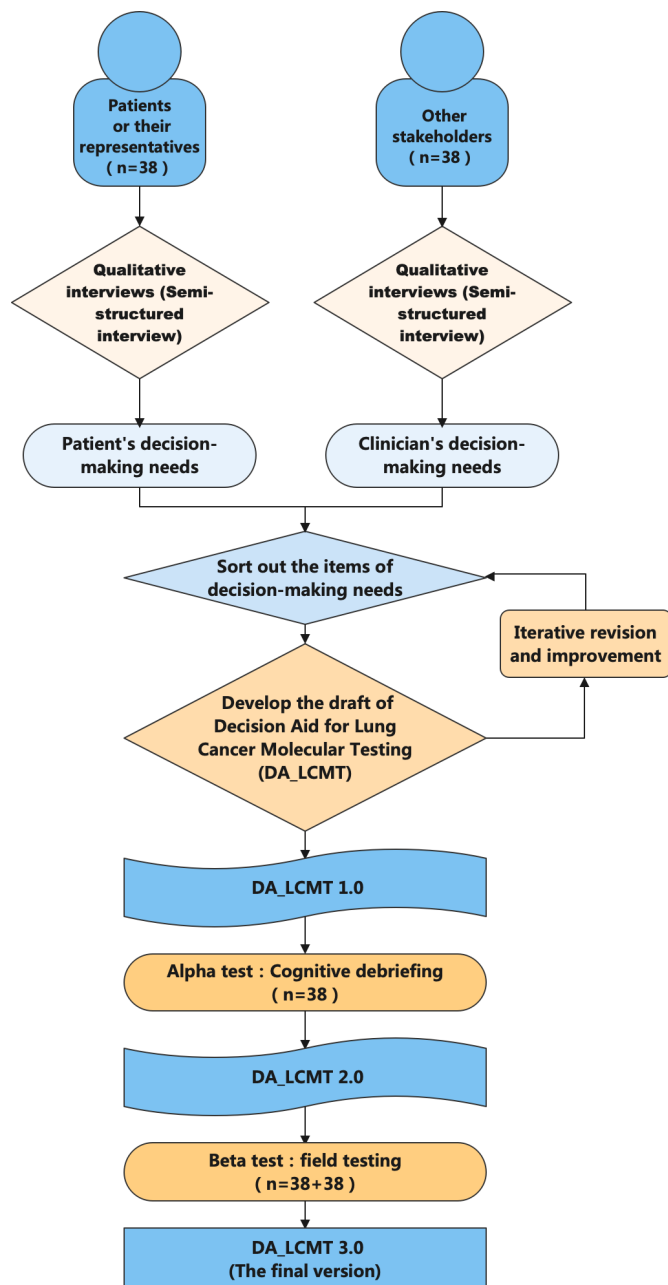 Patients
or their
representatives
( n=38 )
Other
stakeholders
( n=38 )
Qualitative
interviews (Semi-
structured
interview)
Qualitative
interviews (Semi-
structured
interview)
Patient's decision-
making needs
Clinician's decision-
making needs
Sort out the items of
decision-making needs
Iterative revision
and improvement
Develop the draft of
Decision Aid for Lung
Cancer Molecular Testing
(DA_LCMT)
DA_LCMT 1.0
Alpha test : Cognitive debriefing
( n=38 )
DA_LCMT 2.0
Beta test : field testing
( n=38+38 )
DA_LCMT 3.0
(The final version)